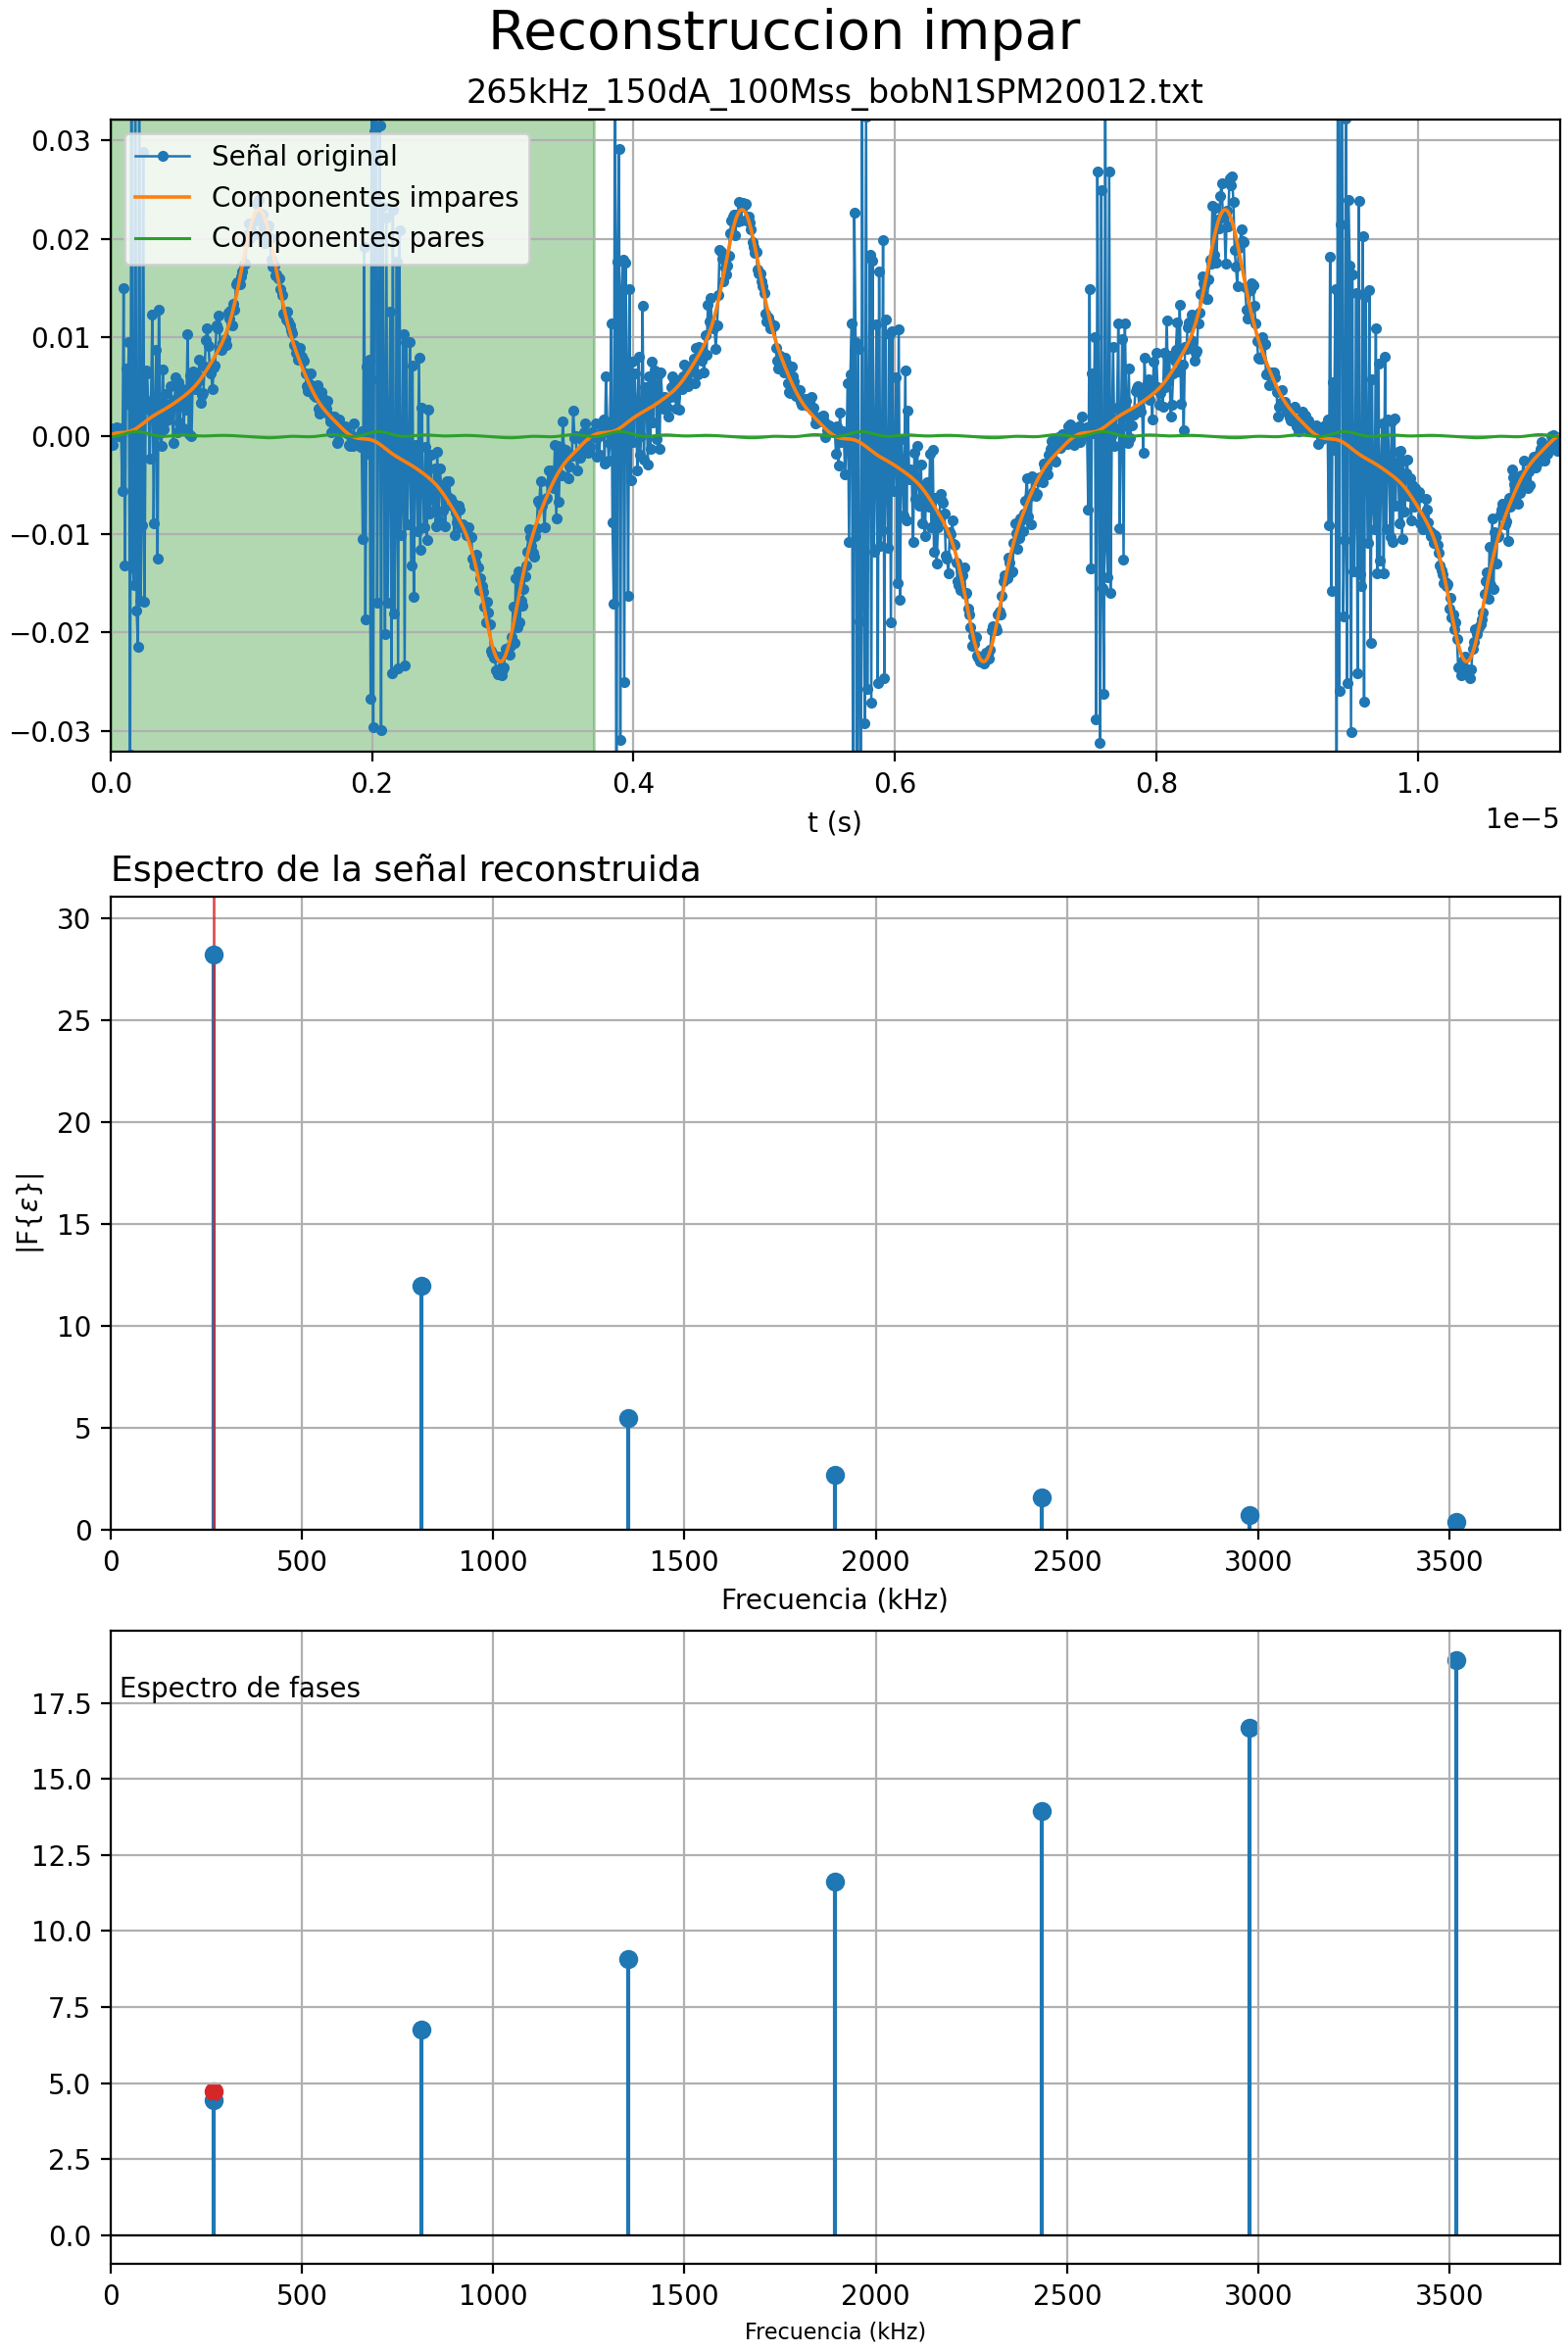 Reconstruccion impar
265kHz_150dA_100Mss_bobN1SPM20012.txt
0.03
0.02
0.01
0.00
−0.01
−0.02
−0.03
Señal original
Componentes impares
Componentes pares
0.0 0.2 0.4 0.6 0.8 1.0
1e−5
t (s)
Espectro de la señal reconstruida
30
25
20
15
10
5
0
|F{ε}|
0 500 1000 1500 2000 2500 3000 3500
Frecuencia (kHz)
Espectro de fases
17.5
15.0
12.5
10.0
7.5
5.0
2.5
0.0
0 500 1000 1500 2000 2500 3000 3500
Frecuencia (kHz)